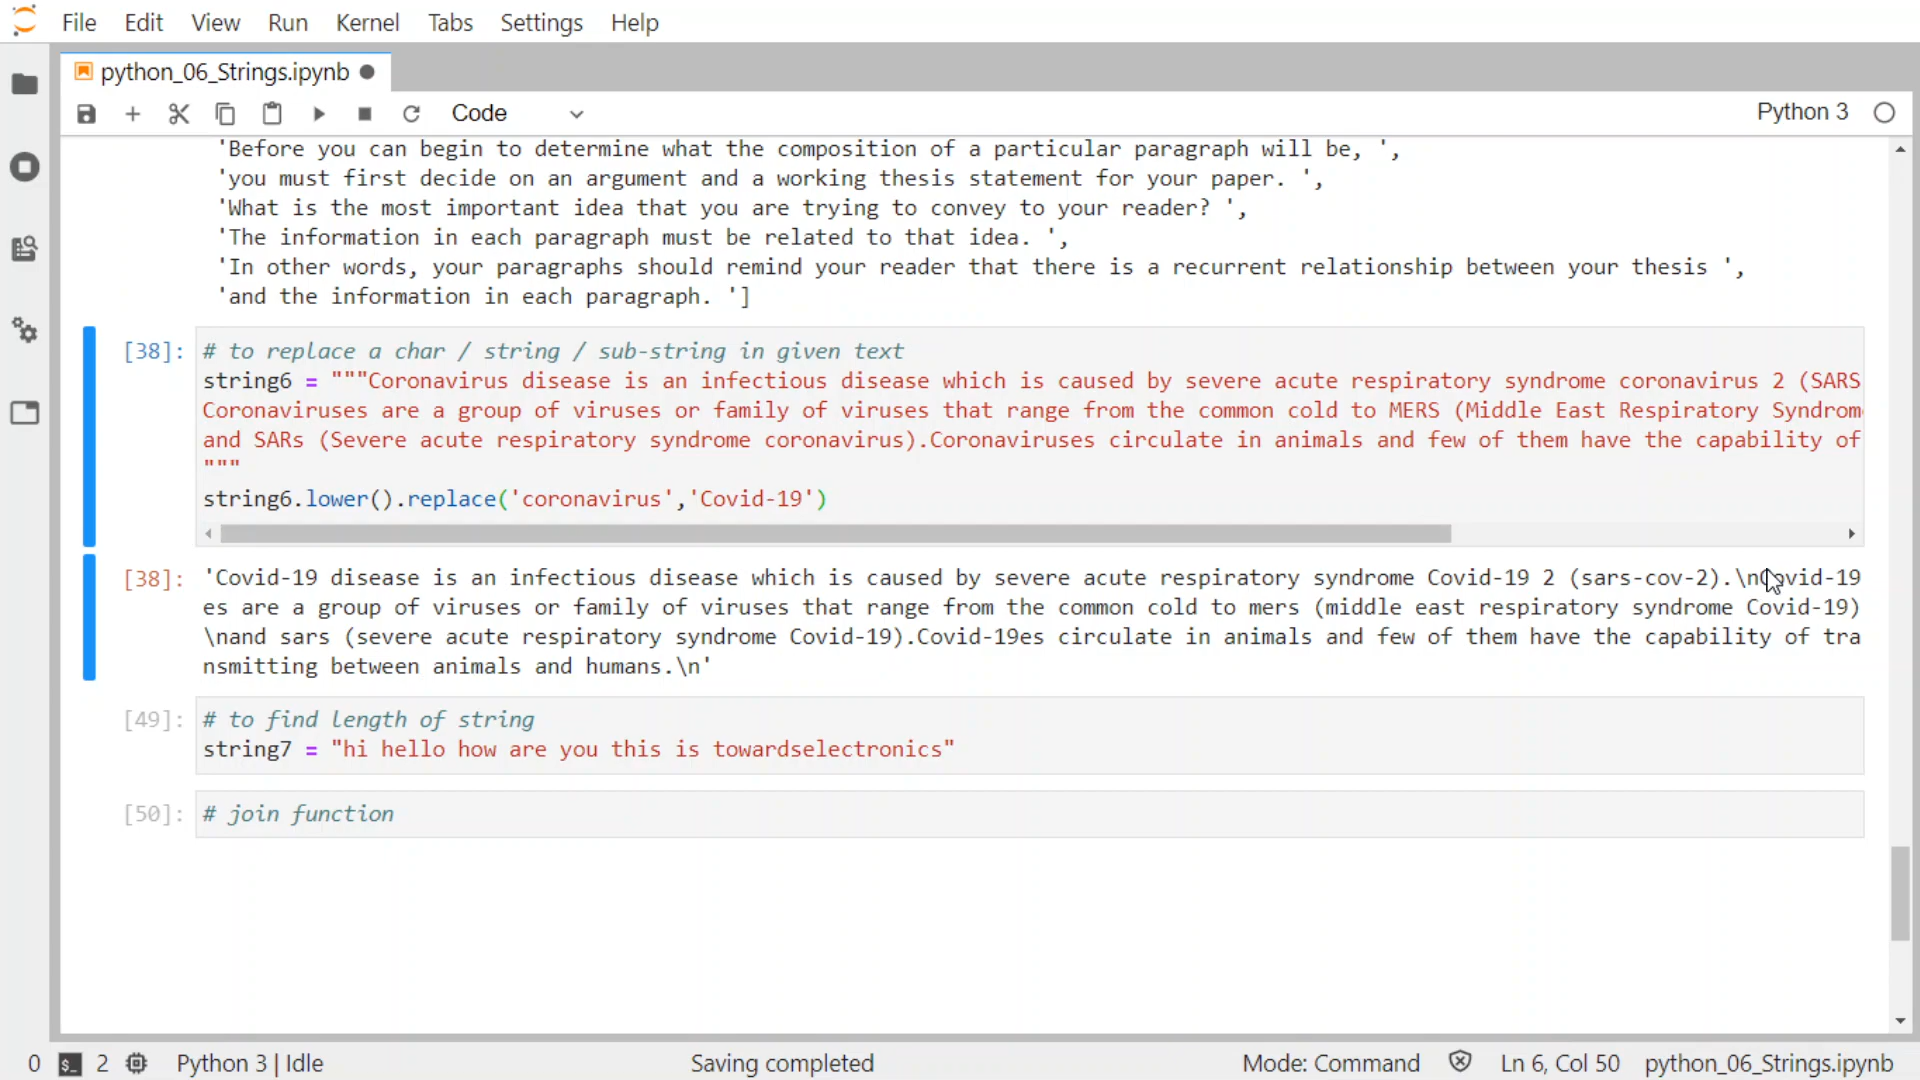 File Edit View Run Kernel Tabs Settings Help
python_06_Strings.ipynb
Code
Python 3
'Before you can begin to determine what the composition of a particular paragraph will be, ',
'you must first decide on an argument and a working thesis statement for your paper. ',
'What is the most important idea that you are trying to convey to your reader? ',
'The information in each paragraph must be related to that idea. ',
'In other words, your paragraphs should remind your reader that there is a recurrent relationship between your thesis ',
'and the information in each paragraph. ']
[38]: # to replace a char / string / sub-string in given text
string6 = """Coronavirus disease is an infectious disease which is caused by severe acute respiratory syndrome coronavirus 2 (SARS
Coronaviruses are a group of viruses or family of viruses that range from the common cold to MERS (Middle East Respiratory Syndrom
and SARs (Severe acute respiratory syndrome coronavirus).Coronaviruses circulate in animals and few of them have the capability of
"""
string6.lower().replace('coronavirus','Covid-19')
[38]: 'Covid-19 disease is an infectious disease which is caused by severe acute respiratory syndrome Covid-19 2 (sars-cov-2).\nCovid-19
es are a group of viruses or family of viruses that range from the common cold to mers (middle east respiratory syndrome Covid-19)
\nand sars (severe acute respiratory syndrome Covid-19).Covid-19es circulate in animals and few of them have the capability of tra
nsmitting between animals and humans.\n'
[49]: # to find length of string
string7 = "hi hello how are you this is towardselectronics"
[50]: # join function
0 $_ 2 Python 3 | Idle Saving completed Mode: Command Ln 6, Col 50 python_06_Strings.ipynb